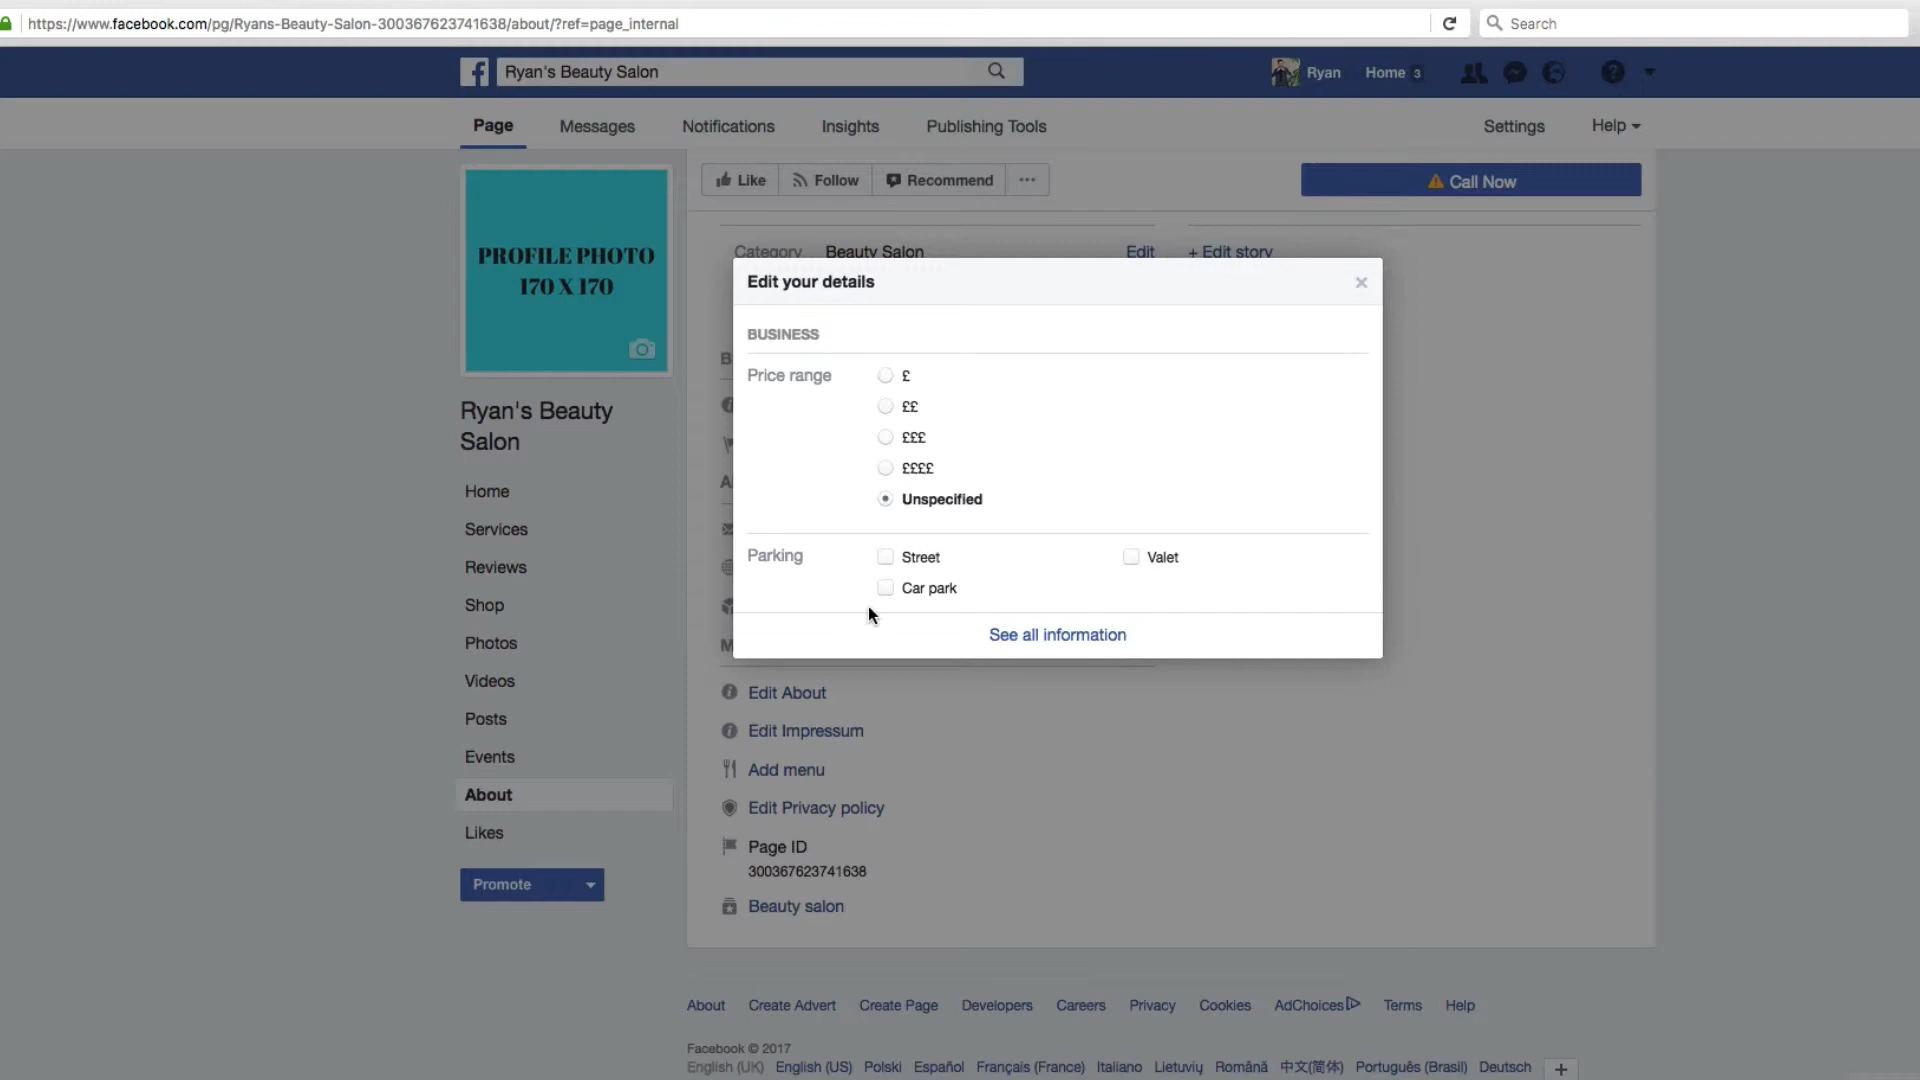 https://www.facebook.com/pg/Ryans-Beauty-Salon-300367623741638/about/?ref=page_internal
Search
Ryan's Beauty Salon
Ryan
Home 3
Page
Messages
Notifications
Insights
Publishing Tools
Settings
Help
PROFILE PHOTO
170 X 170
Like
Follow
Recommend
Call Now
Category
Beauty Salon
Edit
+ Edit story
Edit your details
BUSINESS
Price range
£
££
£££
££££
Unspecified
Parking
Street
Valet
Car park
See all information
Ryan's Beauty
Salon
Home
Services
Reviews
Shop
Photos
Videos
Posts
Events
About
Likes
Promote
Edit About
Edit Impressum
Add menu
Edit Privacy policy
Page ID
300367623741638
Beauty salon
About
Create Advert
Create Page
Developers
Careers
Privacy
Cookies
AdChoices
Terms
Help
Facebook © 2017
English (UK)
English (US)
Polski
Español
Français (France)
Italiano
Lietuvių
Română
中文(简体)
Português (Brasil)
Deutsch